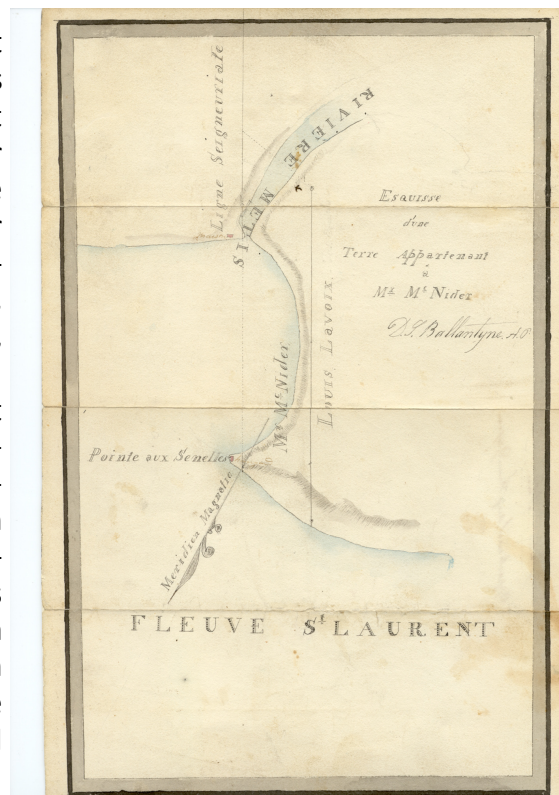 Ligne Seigneuriale
RIVIERE METIS
Esquisse
d'une
Terre Appartenant
à
Mr. Mc Nider
D.S. Ballantyne, A.P
Louis Lavoix
Mr. Mc Nider
Pointe aux Senelles
Meridien Magnetic
FLEUVE St LAURENT